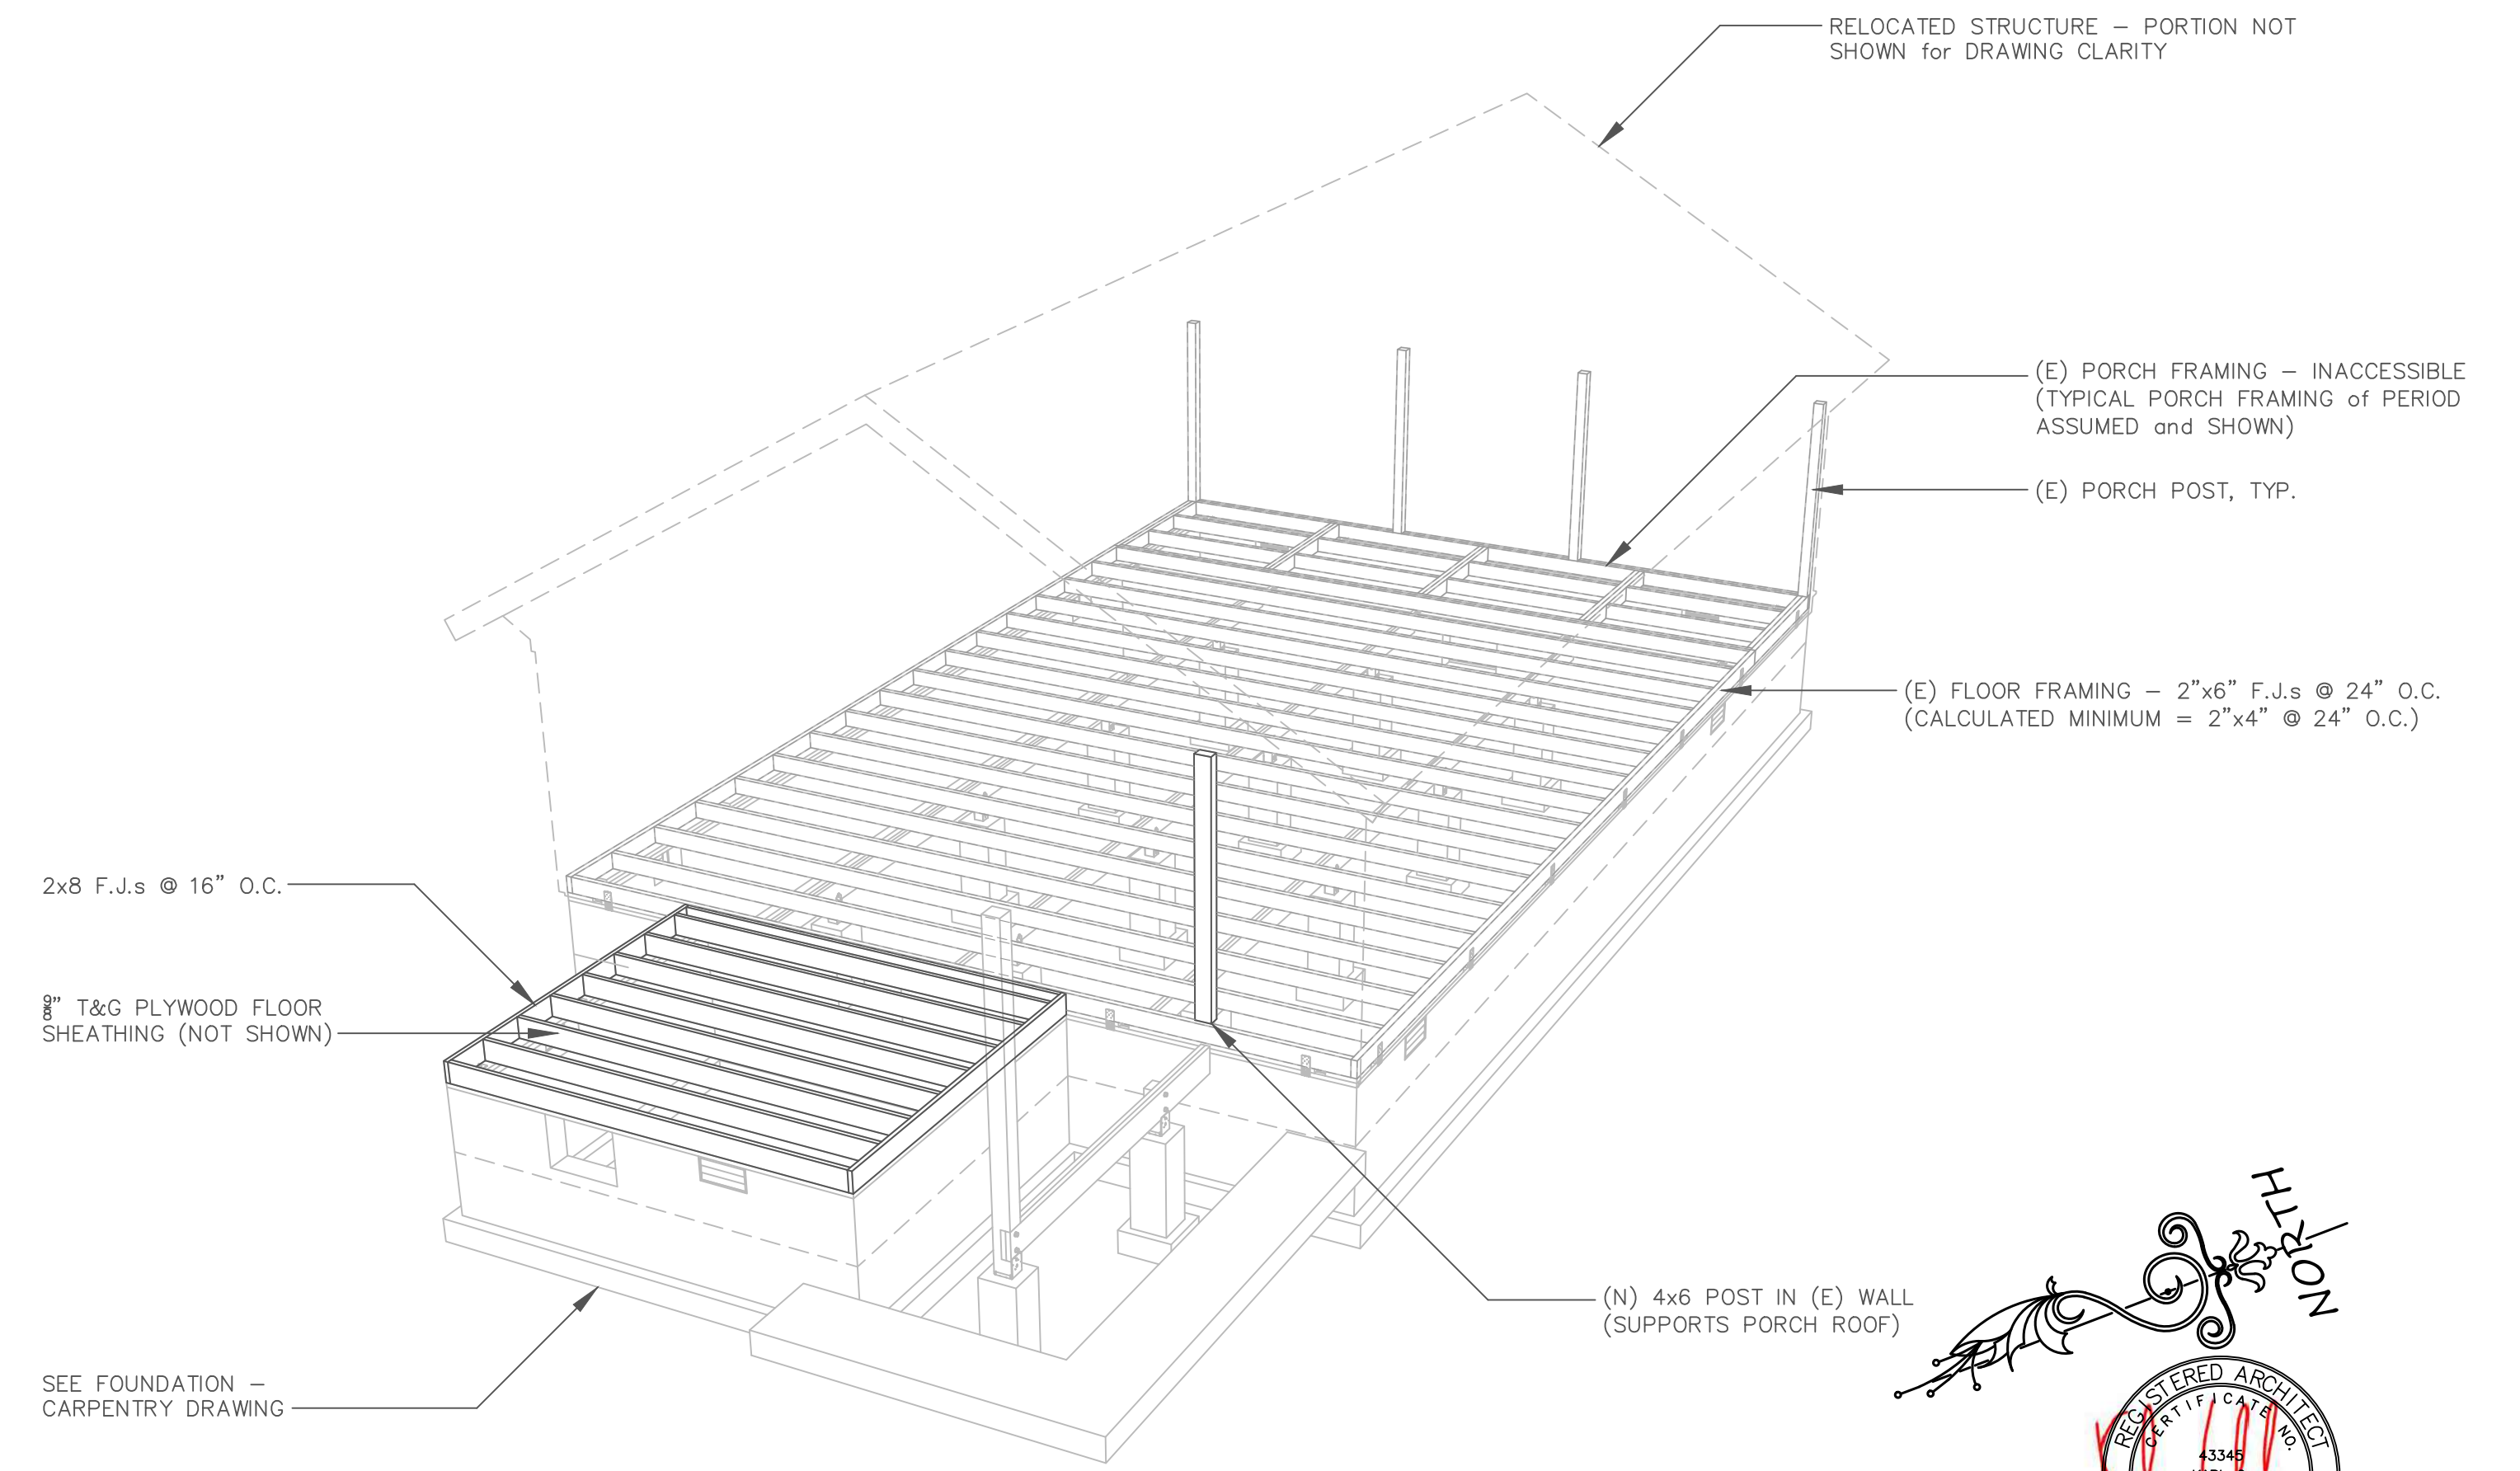 RELOCATED STRUCTURE – PORTION NOT
SHOWN for DRAWING CLARITY
(E) PORCH FRAMING – INACCESSIBLE
(TYPICAL PORCH FRAMING of PERIOD
ASSUMED and SHOWN)
(E) PORCH POST, TYP.
(E) FLOOR FRAMING – 2”x6” F.J.s @ 24” O.C.
(CALCULATED MINIMUM = 2”x4” @ 24” O.C.)
2x8 F.J.s @ 16” O.C.
9/8” T&G PLYWOOD FLOOR
SHEATHING (NOT SHOWN)
(N) 4x6 POST IN (E) WALL
(SUPPORTS PORCH ROOF)
SEE FOUNDATION –
CARPENTRY DRAWING
NORTH
REGISTERED ARCHITECT
CERTIFICATE NO.
43345